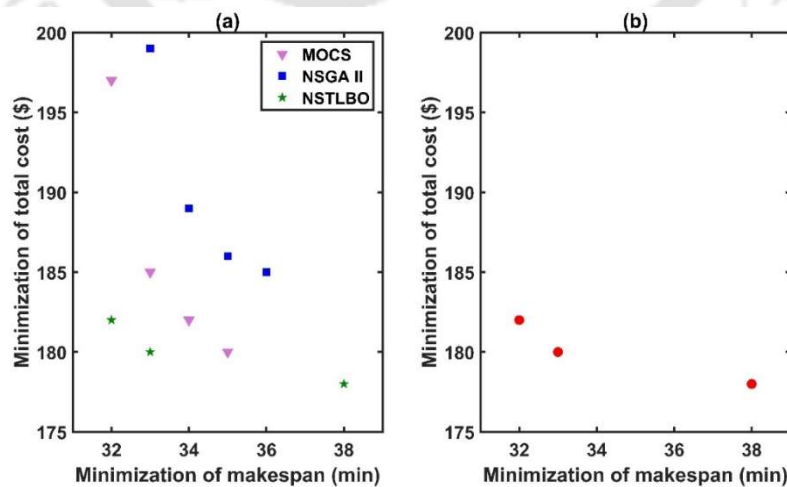 (a)
MOCS
NSGA II
NSTLBO
200
195
190
185
180
175
32
34
36
38
Minimization of total cost ($)
Minimization of makespan (min)
(b)
200
195
190
185
180
175
32
34
36
38
Minimization of total cost ($)
Minimization of makespan (min)